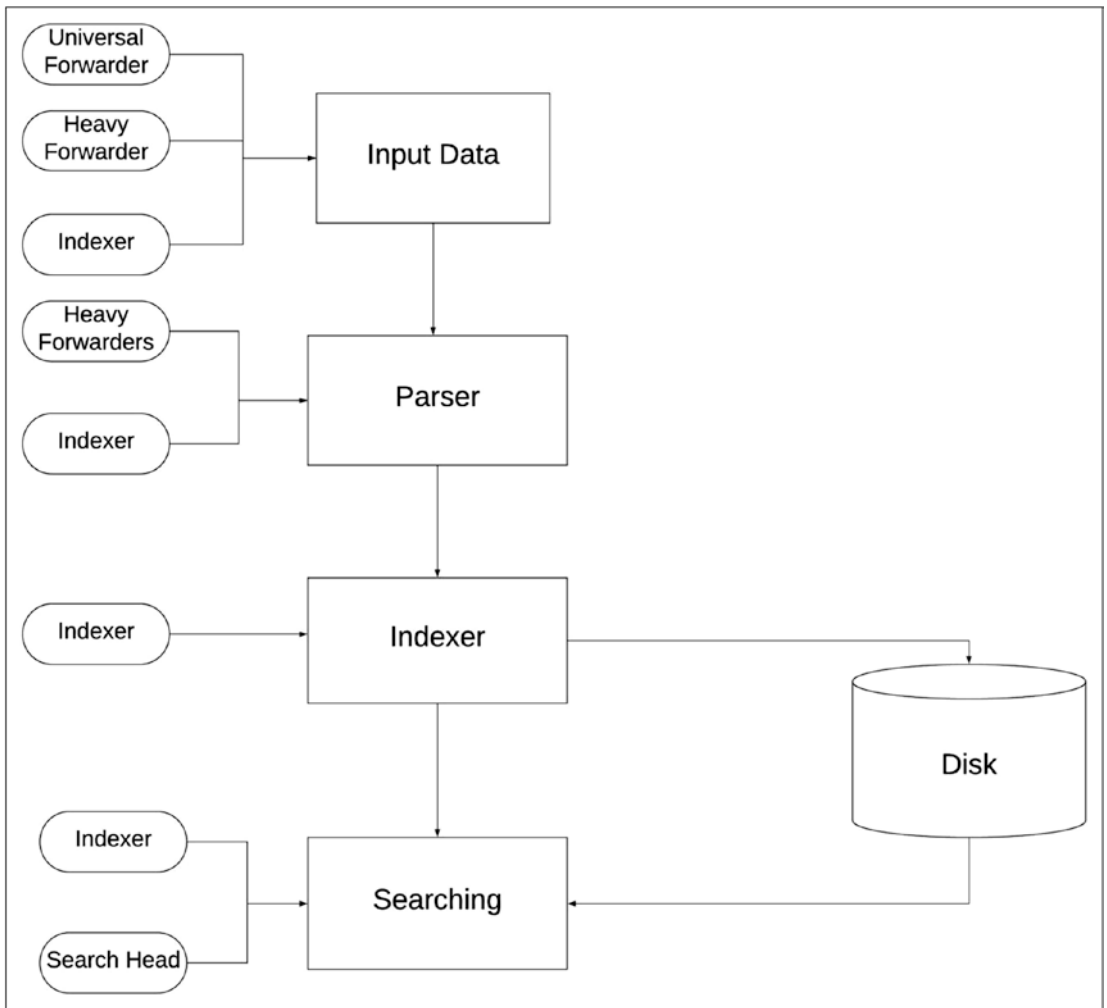 Universal
Forwarder
Heavy
Forwarder
Input Data
Indexer
Heavy
Forwarders
Parser
Indexer
Indexer
Indexer
Disk
Indexer
Searching
Search Head